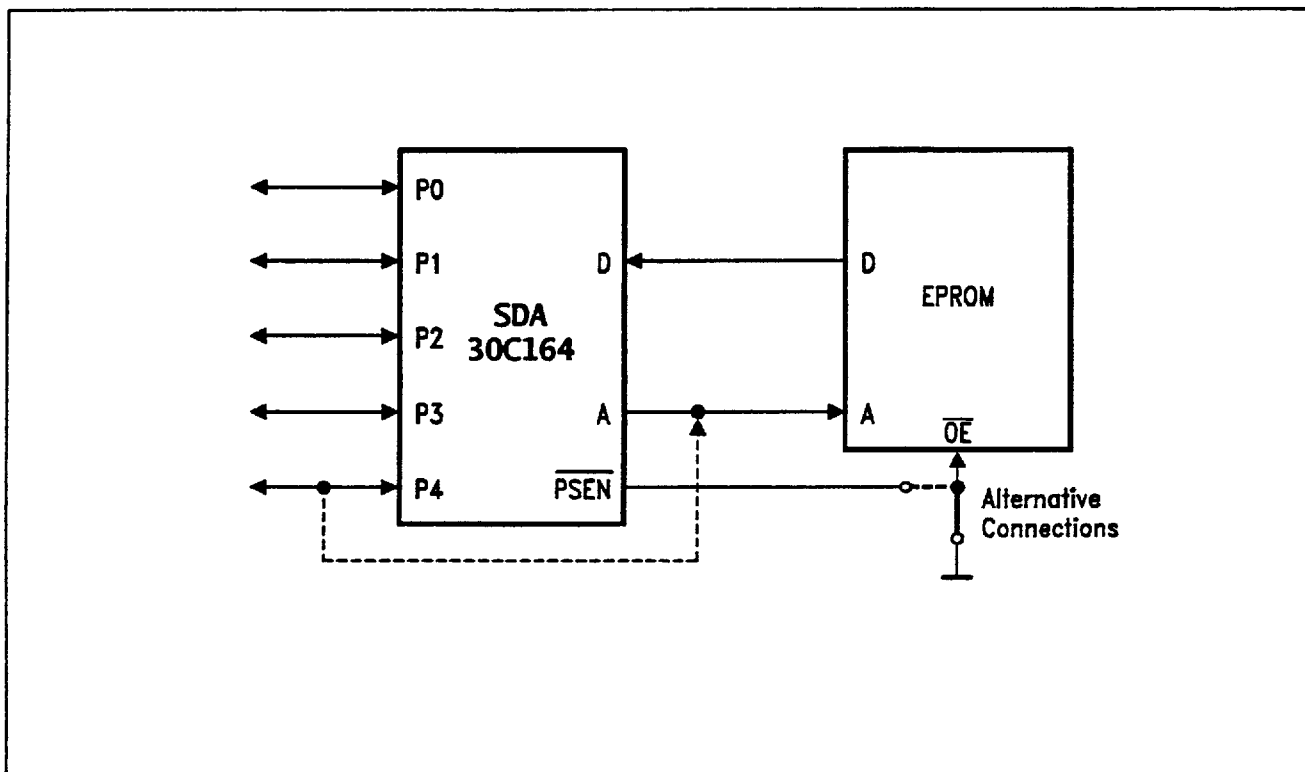 P0
P1
P2
P3
P4
SDA
30C164
D
A
PSEN
D
EPROM
A
OE
Alternative
Connections